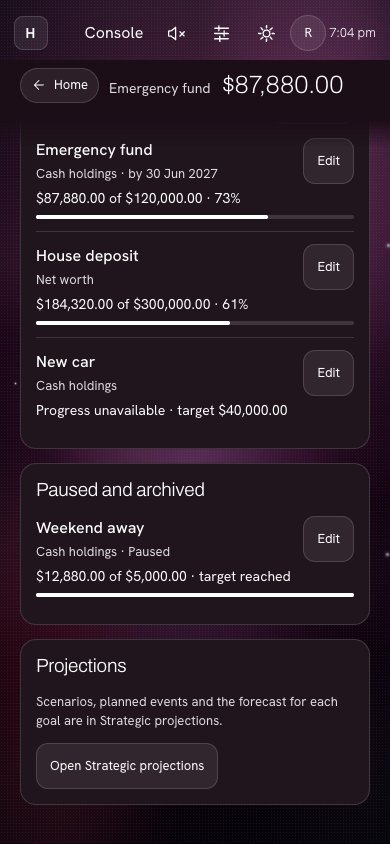 H
Console
R
7:04 pm
Home
Emergency fund
$87,880.00
Emergency fund
Edit
Cash holdings · by 30 Jun 2027
$87,880.00 of $120,000.00 · 73%
House deposit
Edit
Net worth
$184,320.00 of $300,000.00 · 61%
New car
Edit
Cash holdings
Progress unavailable · target $40,000.00
Paused and archived
Weekend away
Edit
Cash holdings · Paused
$12,880.00 of $5,000.00 · target reached
Projections
Scenarios, planned events and the forecast for each
goal are in Strategic projections.
Open Strategic projections